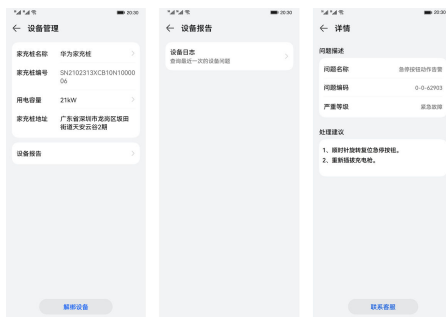 20:30
← 设备管理
家充桩名称 华为家充桩 >
家充桩编号 SN2102313XCB10N10000
06
用电容量 21kW >
家充桩地址 广东省深圳市龙岗区坂田
街道天安云谷2期
设备报告 >
解绑设备
20:30
← 设备报告
设备日志
查询最近一次的设备问题 >
20:30
← 详情
问题描述
问题名称 急停按钮动作告警
问题编码 0-0-62903
严重等级 紧急故障
处理建议
1、顺时针旋转复位急停按钮。
2、重新插拔充电枪。
联系客服